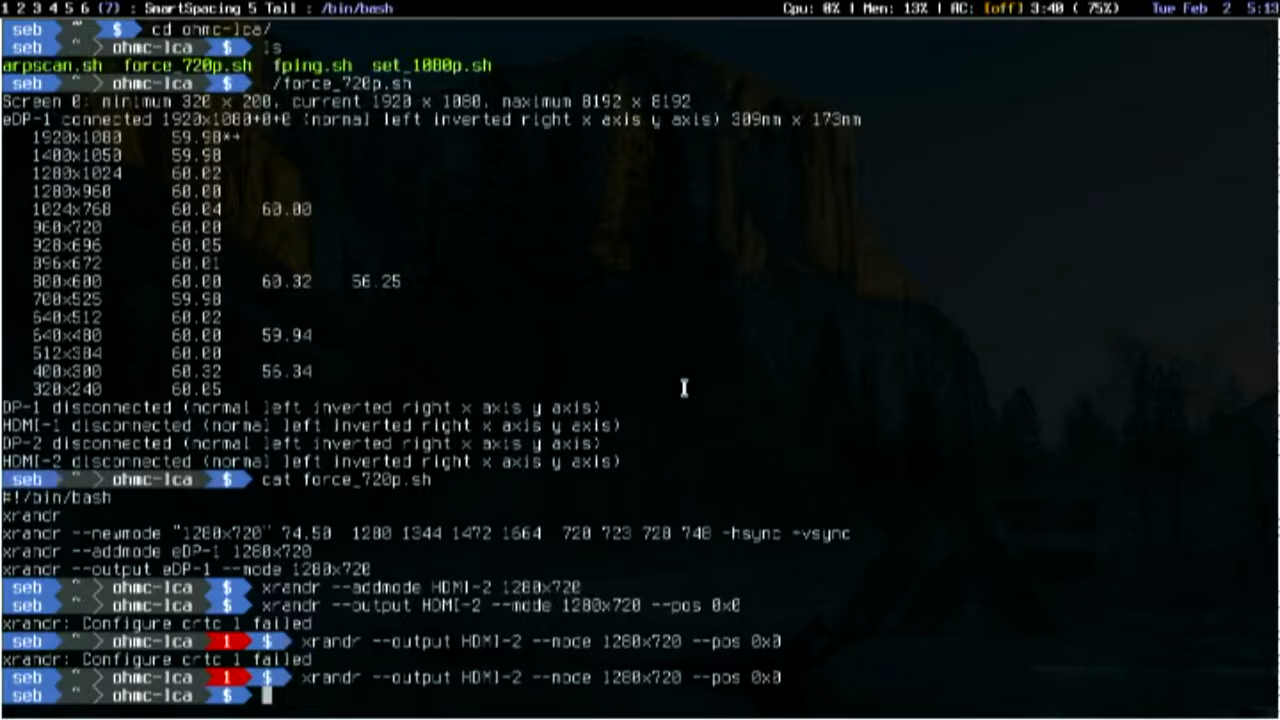 1 2 3 4 5 6 (7) : SmartSpacing 5 Tall : /bin/bash Cpu: 0% | Mem: 13% | AC: (off) 3:40 ( 75%) Tue Feb 2 5:13
seb ~ $ cd ohmc-lca/
seb ~ ohmc-lca $ ls
arpscan.sh force_720p.sh fping.sh set_1080p.sh
seb ~ ohmc-lca $ ./force_720p.sh
Screen 0: minimum 320 x 200, current 1920 x 1080, maximum 8192 x 8192
eDP-1 connected 1920x1080+0+0 (normal left inverted right x axis y axis) 309mm x 173mm
1920x1080 59.98*+
1400x1050 59.98
1280x1024 60.02
1280x960 60.00
1024x768 60.04 60.00
960x720 60.00
928x696 60.05
896x672 60.01
800x600 60.00 60.32 56.25
700x525 59.98
640x512 60.02
640x480 60.00 59.94
512x384 60.00
400x300 60.32 56.34
320x240 60.05
DP-1 disconnected (normal left inverted right x axis y axis)
HDMI-1 disconnected (normal left inverted right x axis y axis)
DP-2 disconnected (normal left inverted right x axis y axis)
HDMI-2 disconnected (normal left inverted right x axis y axis)
seb ~ ohmc-lca $ cat force_720p.sh
#!/bin/bash
xrandr
xrandr --newmode "1280x720" 74.50 1280 1344 1472 1664 720 723 728 748 -hsync +vsync
xrandr --addmode eDP-1 1280x720
xrandr --output eDP-1 --mode 1280x720
seb ~ ohmc-lca $ xrandr --addmode HDMI-2 1280x720
seb ~ ohmc-lca $ xrandr --output HDMI-2 --mode 1280x720 --pos 0x0
xrandr: Configure crtc 1 failed
seb ~ ohmc-lca 1 $ xrandr --output HDMI-2 --mode 1280x720 --pos 0x0
xrandr: Configure crtc 1 failed
seb ~ ohmc-lca 1 $ xrandr --output HDMI-2 --mode 1280x720 --pos 0x0
seb ~ ohmc-lca $